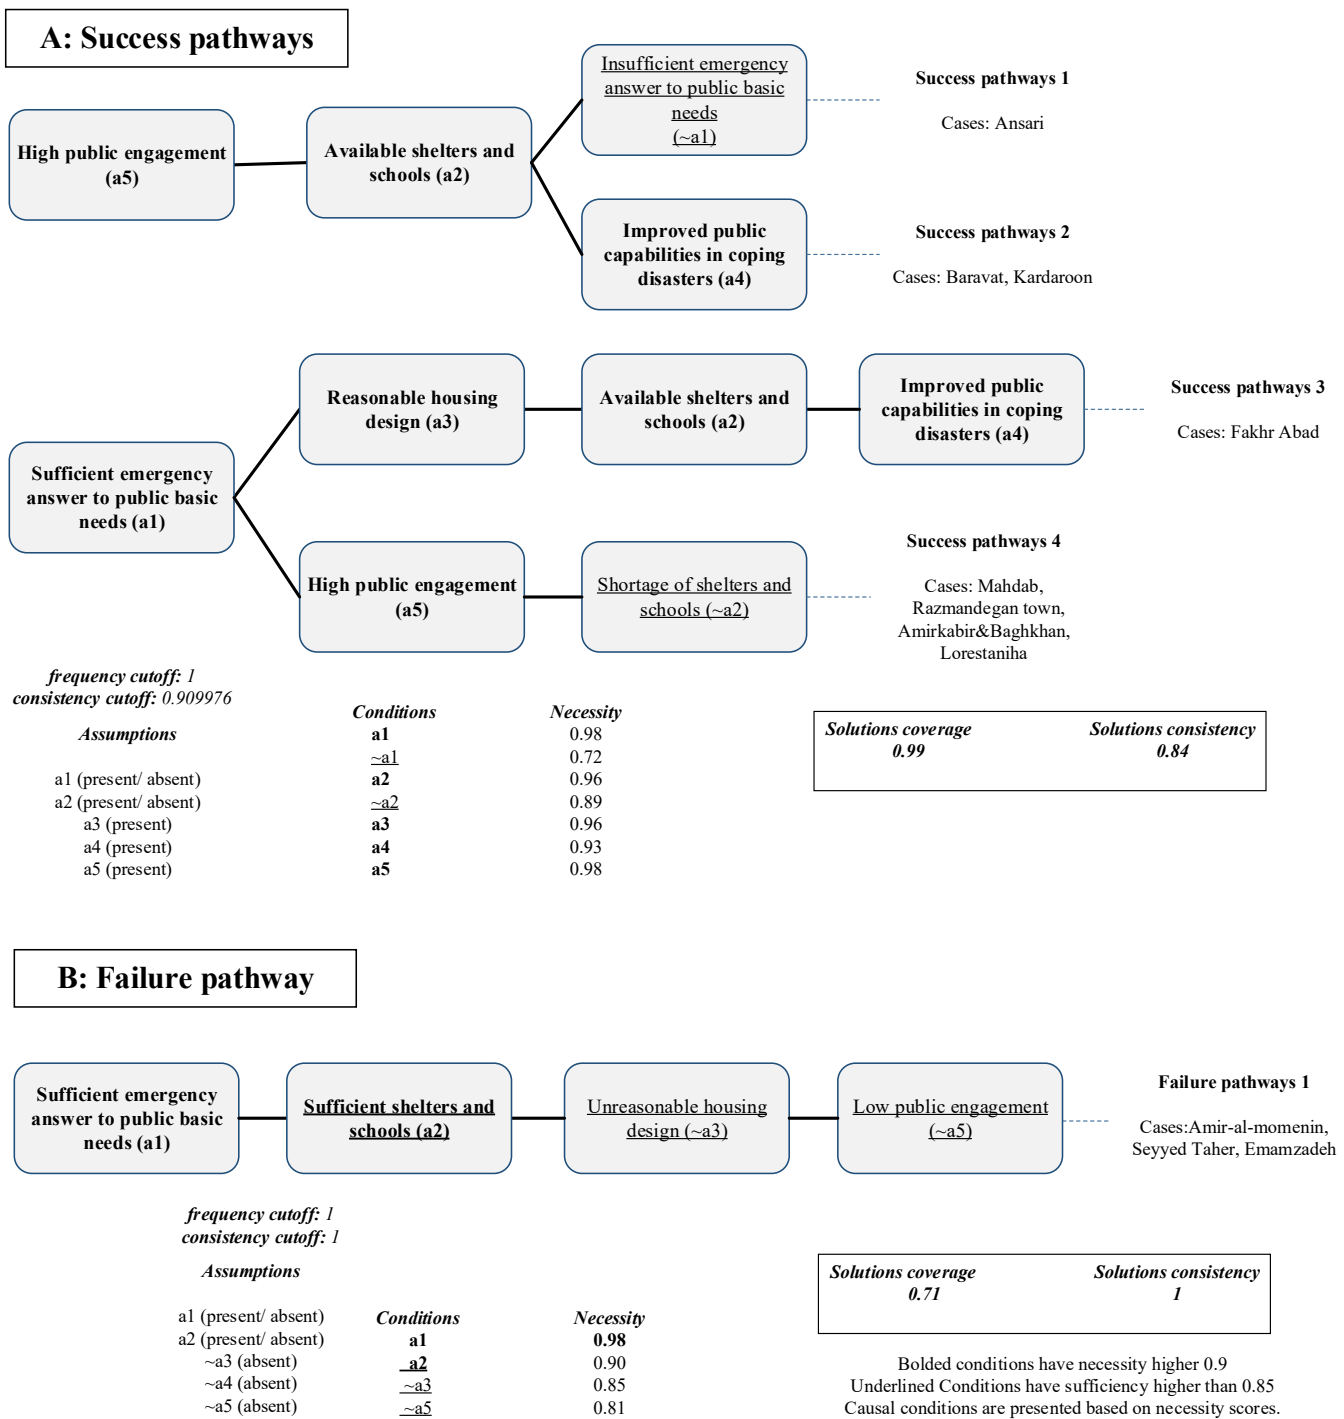 A: Success pathways
High public engagement
(a5)
Available shelters and
schools (a2)
Insufficient emergency
answer to public basic
needs
(~a1)
Success pathways 1
Cases: Ansari
Improved public
capabilities in coping
disasters (a4)
Success pathways 2
Cases: Baravat, Kardaroon
Sufficient emergency
answer to public basic
needs (a1)
Reasonable housing
design (a3)
Available shelters and
schools (a2)
Improved public
capabilities in coping
disasters (a4)
Success pathways 3
Cases: Fakhr Abad
High public engagement
(a5)
Shortage of shelters and
schools (~a2)
Success pathways 4
Cases: Mahdab,
Razmandegan town,
Amirkabir&Baghkhan,
Lorestaniha
frequency cutoff: 1
consistency cutoff: 0.909976
Assumptions
a1 (present/ absent)
a2 (present/ absent)
a3 (present)
a4 (present)
a5 (present)
Conditions Necessity
a1 0.98
~a1 0.72
a2 0.96
~a2 0.89
a3 0.96
a4 0.93
a5 0.98
Solutions coverage Solutions consistency
0.99 0.84
B: Failure pathway
Sufficient emergency
answer to public basic
needs (a1)
Sufficient shelters and
schools (a2)
Unreasonable housing
design (~a3)
Low public engagement
(~a5)
Failure pathways 1
Cases:Amir-al-momenin,
Seyyed Taher, Emamzadeh
frequency cutoff: 1
consistency cutoff: 1
Assumptions
a1 (present/ absent)
a2 (present/ absent)
~a3 (absent)
~a4 (absent)
~a5 (absent)
Conditions Necessity
a1 0.98
a2 0.90
~a3 0.85
~a5 0.81
Solutions coverage Solutions consistency
0.71 1
Bolded conditions have necessity higher 0.9
Underlined Conditions have sufficiency higher than 0.85
Causal conditions are presented based on necessity scores.